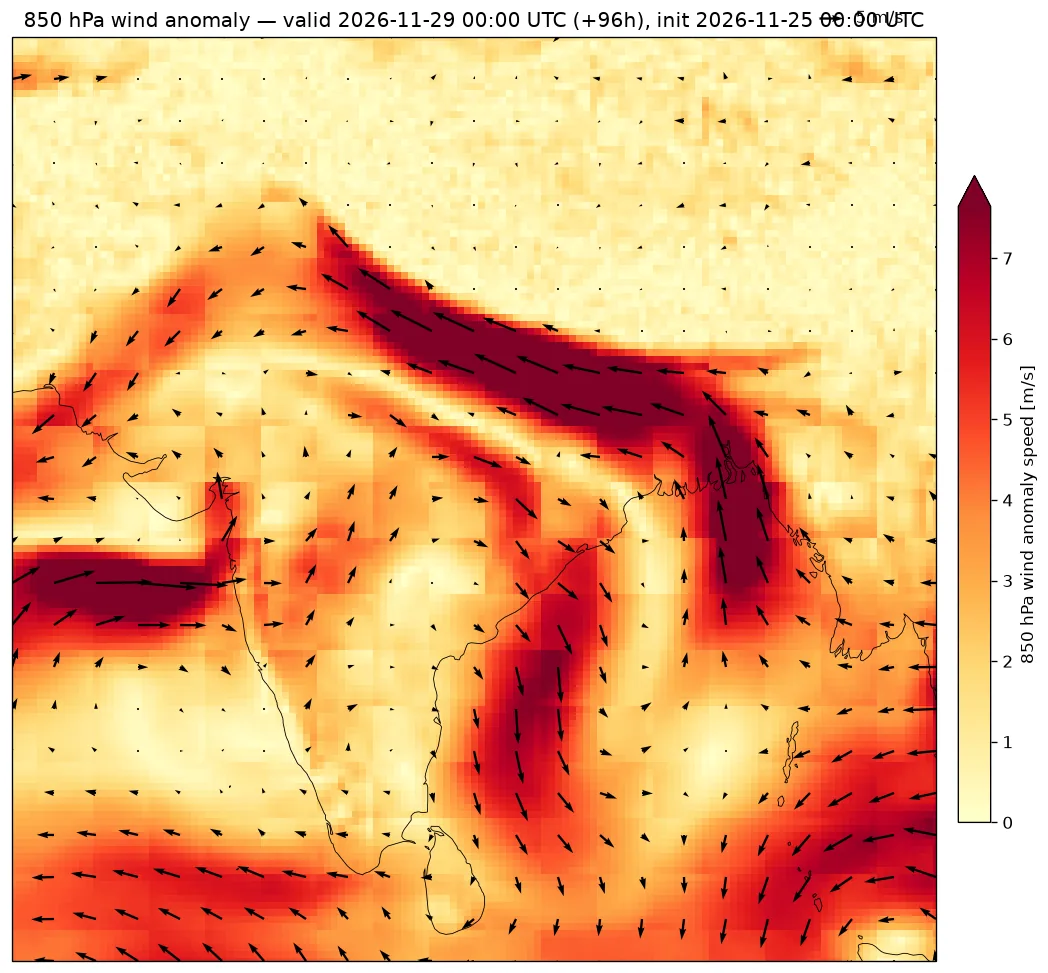 850 hPa wind anomaly — valid 2026-11-29 00:00 UTC (+96h), init 2026-11-25 00:00 UTC
5 m/s
7
6
5
4
3
2
1
0
850 hPa wind anomaly speed [m/s]